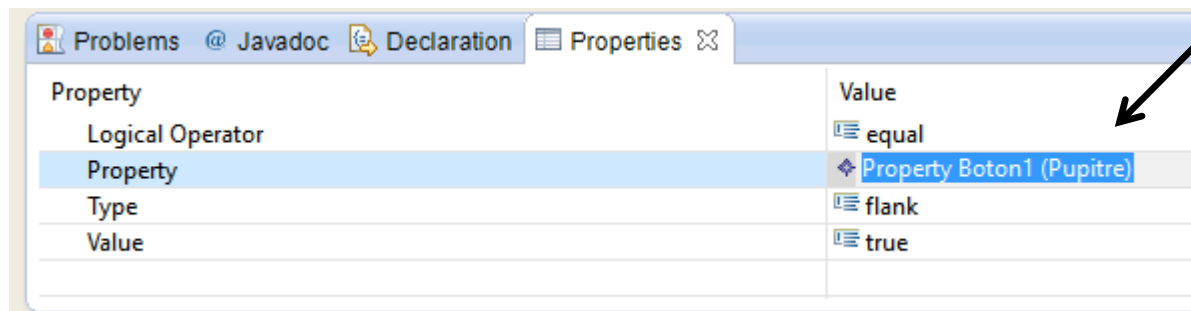 Problems @ Javadoc Declaration Properties
Property Value
Logical Operator equal
Property Property Boton1 (Pupitre)
Type flank
Value true